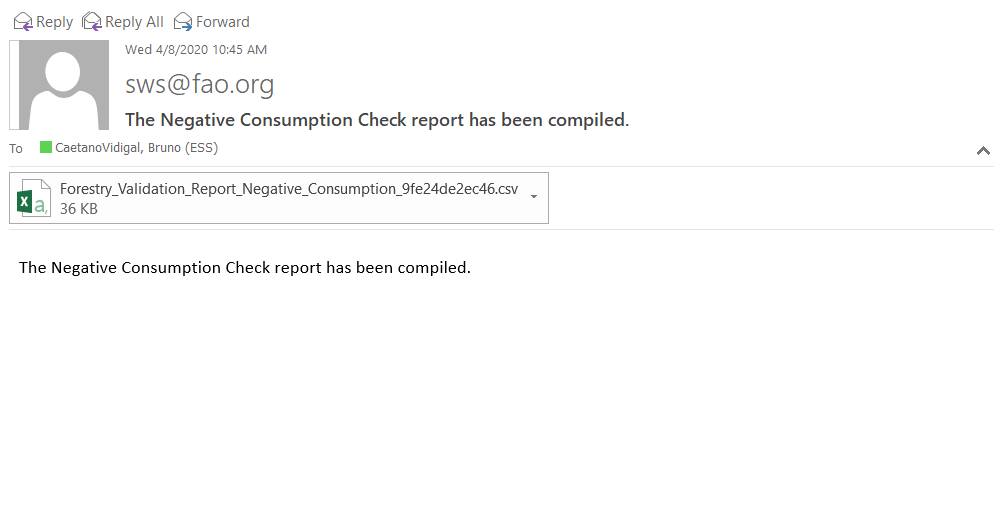 Reply Reply All Forward
Wed 4/8/2020 10:45 AM
sws@fao.org
The Negative Consumption Check report has been compiled.
To CaetanoVidigal, Bruno (ESS)
Forestry_Validation_Report_Negative_Consumption_9fe24de2ec46.csv
36 KB
The Negative Consumption Check report has been compiled.